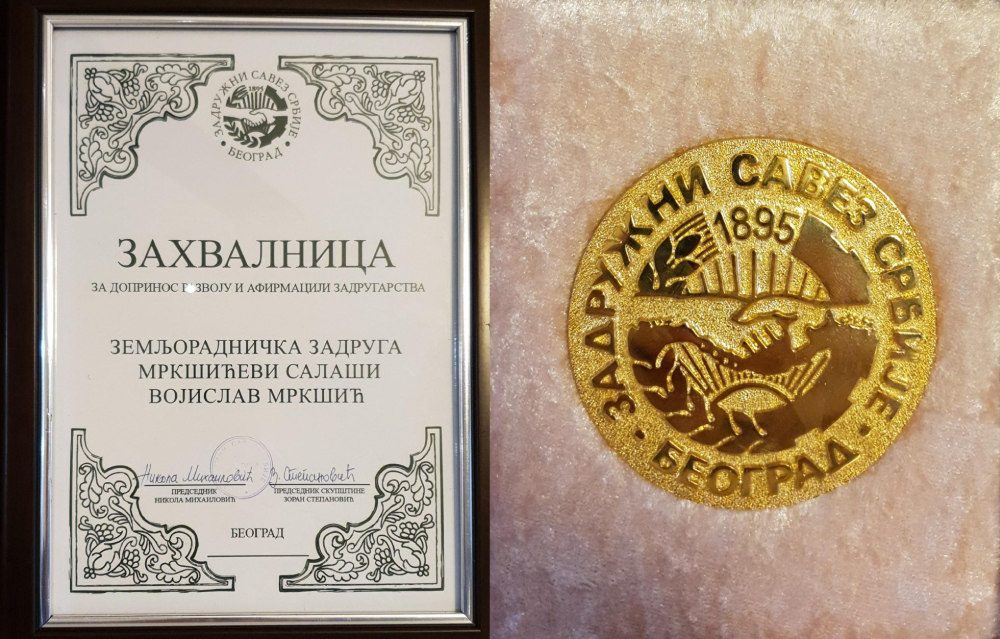 ЗАДРУЖНИ САВЕЗ СРБИЈЕ
1895
· БЕОГРАД ·
ЗАХВАЛНИЦА
ЗА ДОПРИНОС РАЗВОЈУ И АФИРМАЦИЈИ ЗАДРУГАРСТВА
ЗЕМЉОРАДНИЧКА ЗАДРУГА
МРКШИЋЕВИ САЛАШИ
ВОЈИСЛАВ МРКШИЋ
Никола Михаиловић
З. Степановић
ПРЕДСЕДНИК
НИКОЛА МИХАИЛОВИЋ
ПРЕДСЕДНИК СКУПШТИНЕ
ЗОРАН СТЕПАНОВИЋ
БЕОГРАД
ЗАДРУЖНИ САВЕЗ СРБИЈЕ
1895
· БЕОГРАД ·